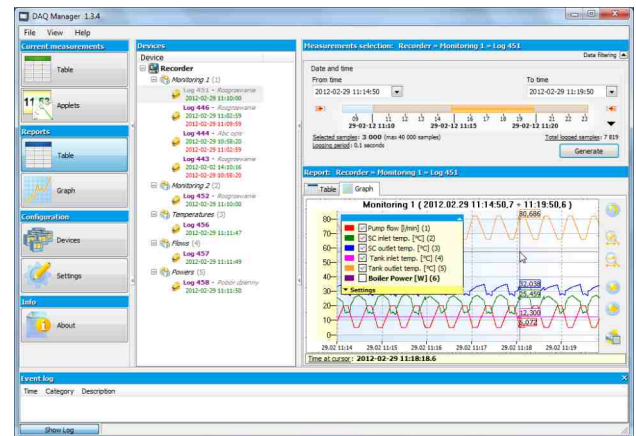 DAQ Manager 1.3.4
File View Help
Current measurements
Table
11 53 Applets
Reports
Table
Graph
Configuration
Devices
Settings
Info
About
Devices
Device
Recorder
Monitoring 1 (1)
Log 451 - Rozgrzewanie
2012-02-29 11:10:00
Log 446 - Rozgrzewanie
2012-02-29 11:02:59
2012-02-29 11:09:59
Log 444 - Abc opis
2012-02-29 10:58:20
2012-02-29 11:02:59
Log 443 - Rozgrzewanie
2012-02-02 14:10:16
2012-02-29 10:58:20
Monitoring 2 (2)
Log 452 - Rozgrzewanie
2012-02-29 11:10:00
Temperatures (3)
Log 456
2012-02-29 11:11:47
Flows (4)
Log 457
2012-02-29 11:11:49
Powers (5)
Log 458 - Pobór dzienny
2012-02-29 11:11:50
Measurements selection: Recorder » Monitoring 1 » Log 451
Data filtering
Date and time
From time
To time
2012-02-29 11:14:50
2012-02-29 11:19:50
09 11 12 13 14 16 17 18 19 21 22 23
29-02-12 11:10 29-02-12 11:15 29-02-12 11:20
Selected samples: 3 000 (max 40 000 samples)
Total logged samples: 7 819
Logging period: 0.1 seconds
Generate
Report: Recorder » Monitoring 1 » Log 451
Table Graph
Monitoring 1 ( 2012.02.29 11:14:50,7 ÷ 11:19:50,6 )
80
70
60
50
40
30
20
10
0
Pump flow [l/min] (1)
SC inlet temp. [°C] (2)
SC outlet temp. [°C] (3)
Tank inlet temp. [°C] (4)
Tank outlet temp. [°C] (5)
Boiler Power [W] (6)
Settings
80,686
32,038
25,459
12,300
6,072
29.02 11:14 29.02 11:15 29.02 11:16 29.02 11:17 29.02 11:18 29.02 11:19
Time at cursor: 2012-02-29 11:18:18.6
Event log
Time Category Description
Show Log